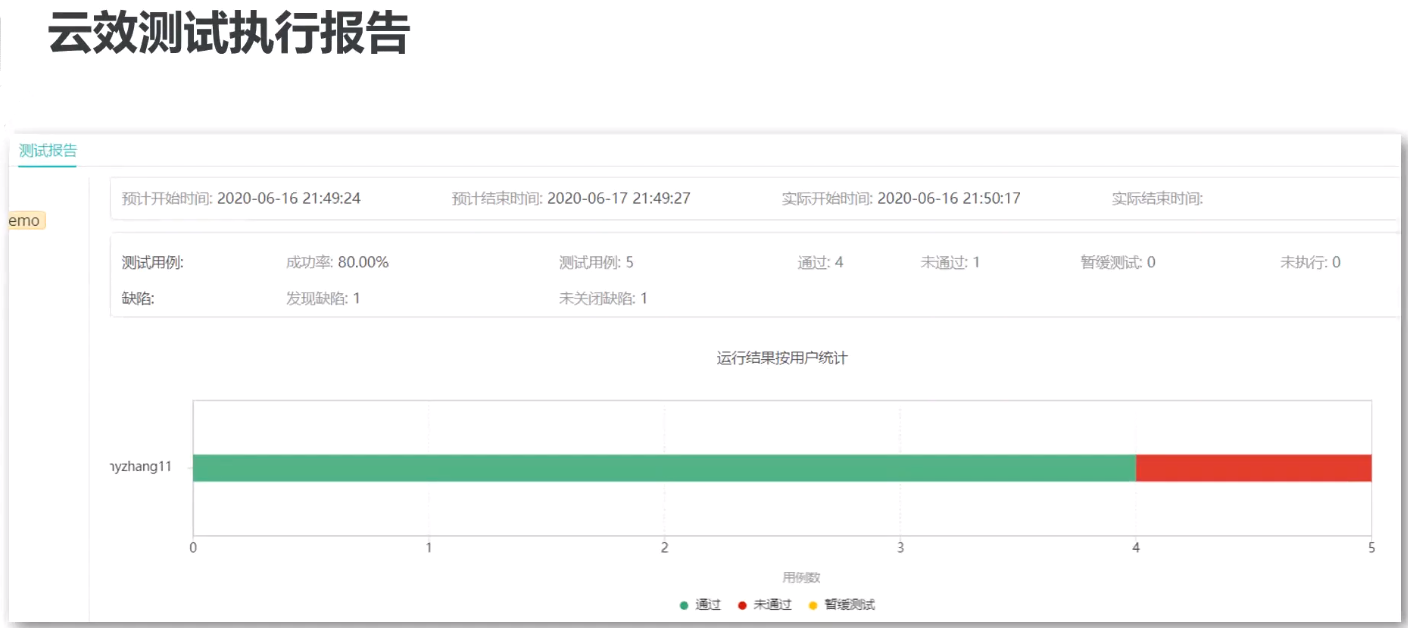 云效测试执行报告
测试报告
预计开始时间: 2020-06-16 21:49:24 预计结束时间: 2020-06-17 21:49:27 实际开始时间: 2020-06-16 21:50:17 实际结束时间:
emo
测试用例: 成功率: 80.00% 测试用例: 5 通过: 4 未通过: 1 暂缓测试: 0 未执行: 0
缺陷: 发现缺陷: 1 未关闭缺陷: 1
运行结果按用户统计
yzhang11
0 1 2 3 4 5
用例数
通过 未通过 暂缓测试